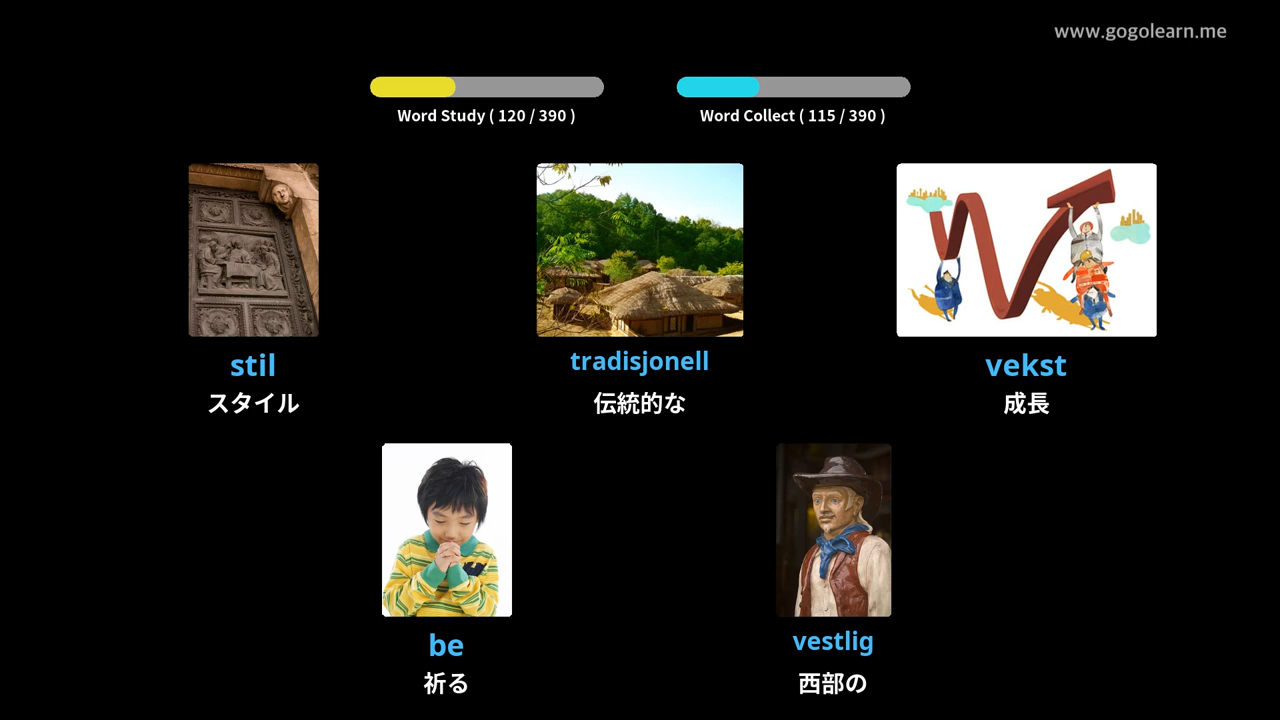 www.gogolearn.me
Word Study ( 120 / 390 )
Word Collect ( 115 / 390 )
stil
スタイル
tradisjonell
伝統的な
vekst
成長
be
祈る
vestlig
西部の